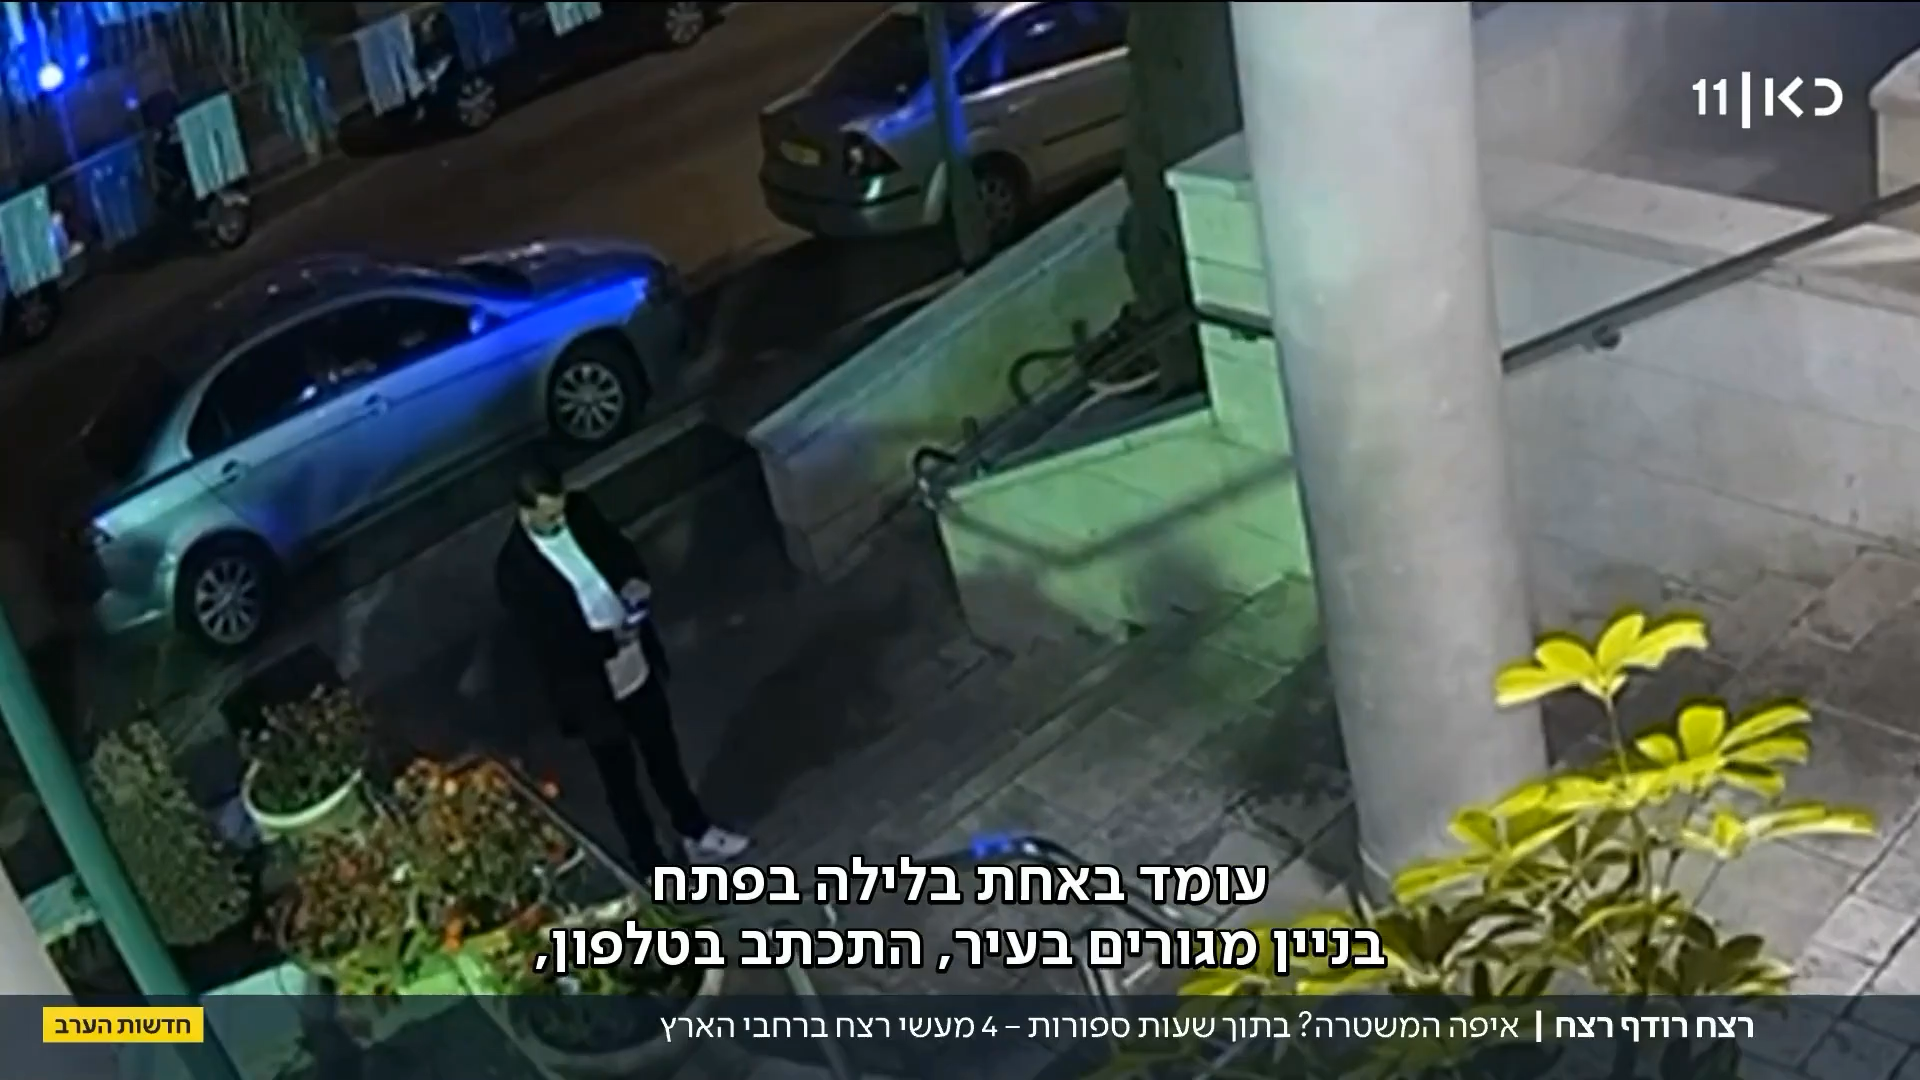 כאן 11
עומד באחת בלילה בפתח
בניין מגורים בעיר, התכתב בטלפון,
רצח רודף רצח | איפה המשטרה? בתוך שעות ספורות – 4 מעשי רצח ברחבי הארץ
חדשות הערב